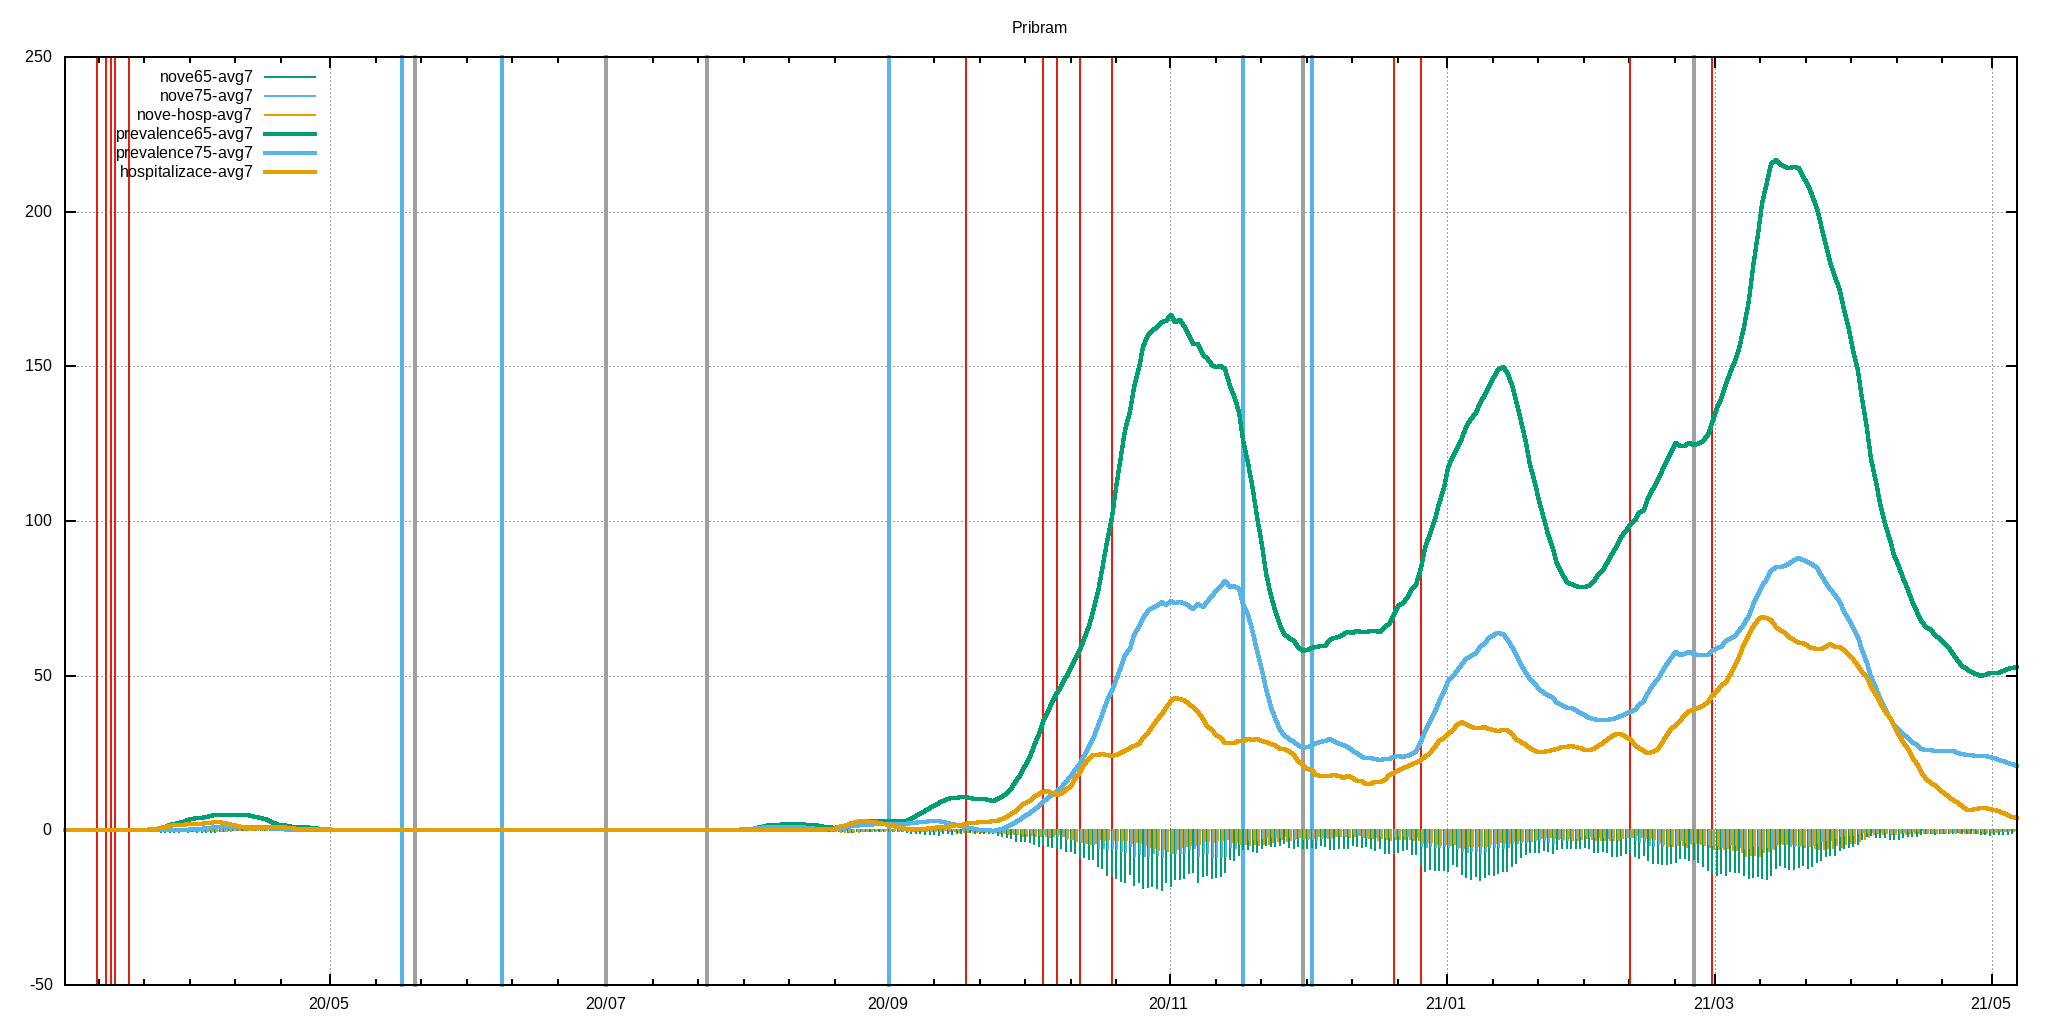 Pribram
250
200
150
100
50
0
-50
nove65-avg7
nove75-avg7
nove-hosp-avg7
prevalence65-avg7
prevalence75-avg7
hospitalizace-avg7
20/05
20/07
20/09
20/11
21/01
21/03
21/05